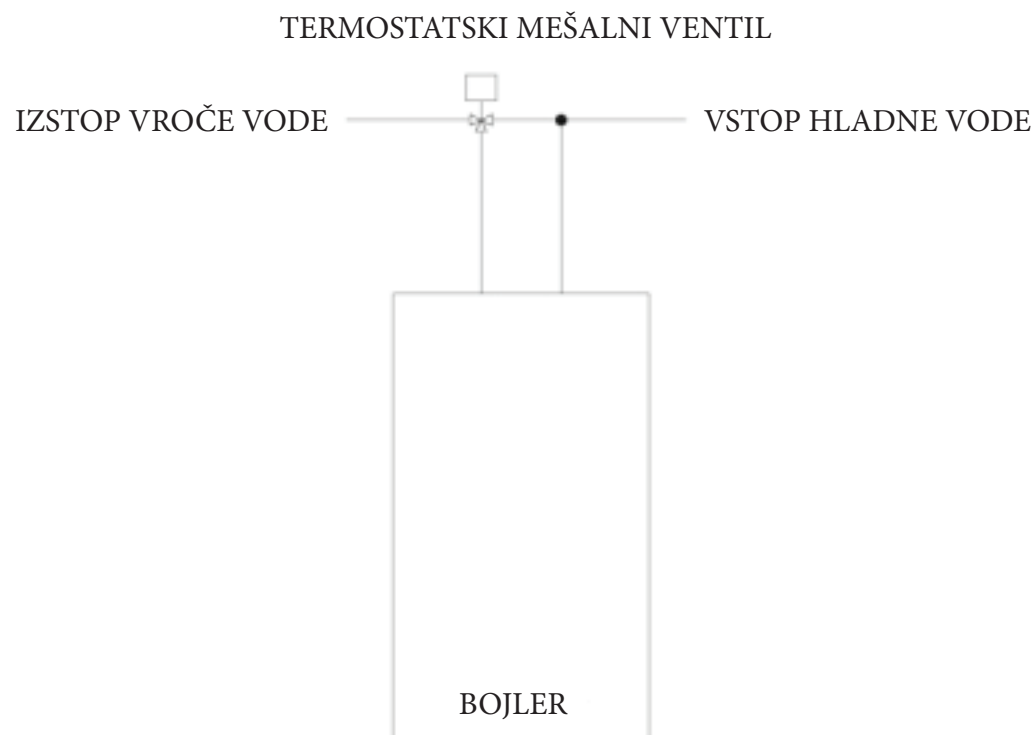 TERMOSTATSKI MEŠALNI VENTIL
IZSTOP VROČE VODE
VSTOP HLADNE VODE
BOJLER